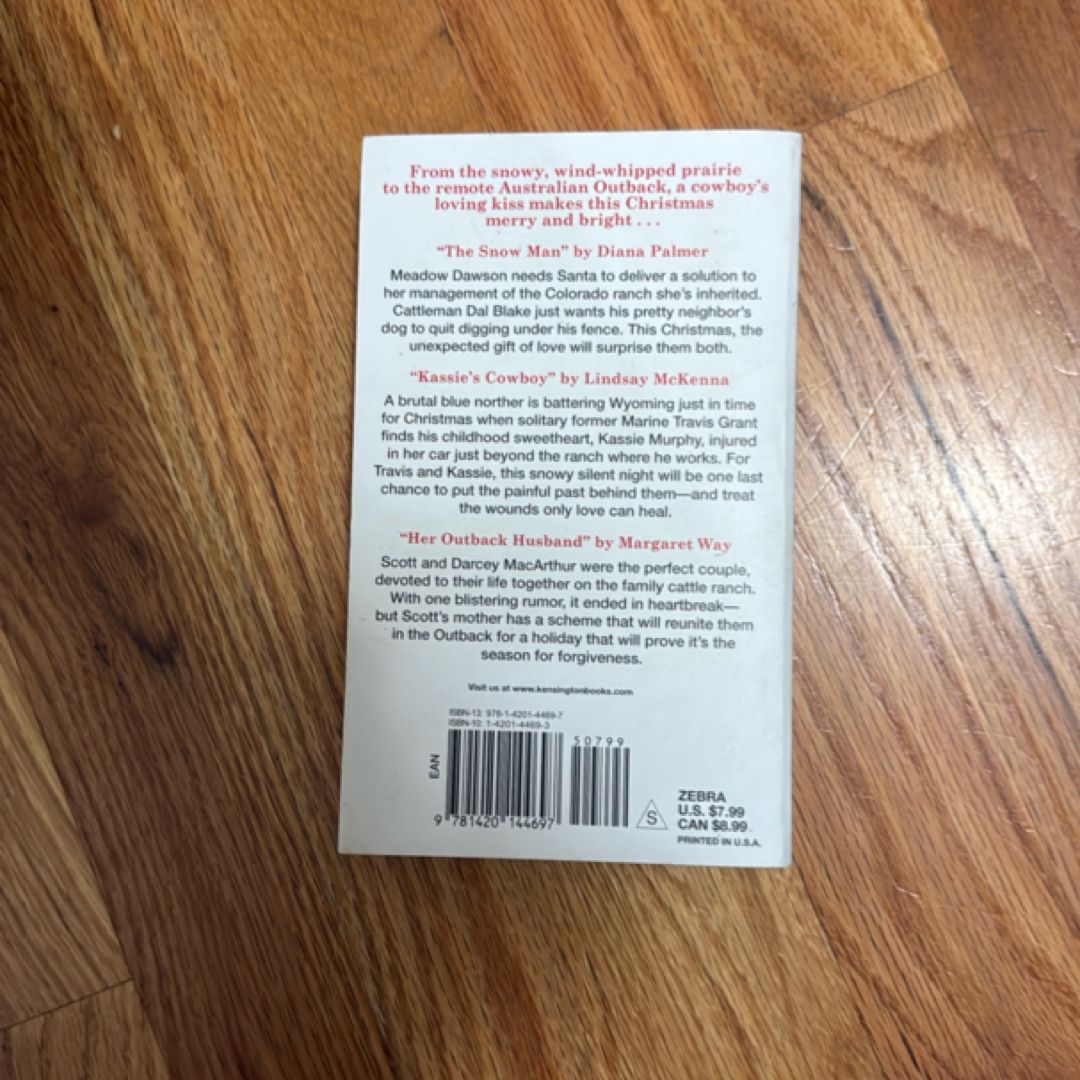 From the snowy, wind-whipped prairie
to the remote Australian Outback, a cowboy's
loving kiss makes this Christmas
merry and bright . . .
"The Snow Man" by Diana Palmer
Meadow Dawson needs Santa to deliver a solution to
her management of the Colorado ranch she's inherited.
Cattleman Dal Blake just wants his pretty neighbor's
dog to quit digging under his fence. This Christmas, the
unexpected gift of love will surprise them both.
"Kassie's Cowboy" by Lindsay McKenna
A brutal blue norther is battering Wyoming just in time
for Christmas when solitary former Marine Travis Grant
finds his childhood sweetheart, Kassie Murphy, injured
in her car just beyond the ranch where he works. For
Travis and Kassie, this snowy silent night will be one last
chance to put the painful past behind them—and treat
the wounds only love can heal.
"Her Outback Husband" by Margaret Way
Scott and Darcey MacArthur were the perfect couple,
devoted to their life together on the family cattle ranch.
With one blistering rumor, it ended in heartbreak—
but Scott's mother has a scheme that will reunite them
in the Outback for a holiday that will prove it's the
season for forgiveness.
Visit us at www.kensingtonbooks.com
ISBN-13: 978-1-4201-4469-7
ISBN-10: 1-4201-4469-3
50799
EAN
9 781420 144697
S
ZEBRA
U.S. $7.99
CAN $8.99
PRINTED IN U.S.A.